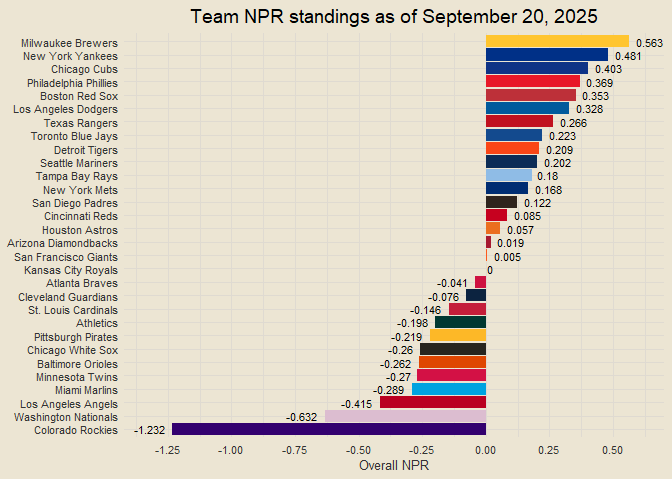 Team NPR standings as of September 20, 2025
Milwaukee Brewers 0.563
New York Yankees 0.481
Chicago Cubs 0.403
Philadelphia Phillies 0.369
Boston Red Sox 0.353
Los Angeles Dodgers 0.328
Texas Rangers 0.266
Toronto Blue Jays 0.223
Detroit Tigers 0.209
Seattle Mariners 0.202
Tampa Bay Rays 0.18
New York Mets 0.168
San Diego Padres 0.122
Cincinnati Reds 0.085
Houston Astros 0.057
Arizona Diamondbacks 0.019
San Francisco Giants 0.005
Kansas City Royals 0
Atlanta Braves -0.041
Cleveland Guardians -0.076
St. Louis Cardinals -0.146
Athletics -0.198
Pittsburgh Pirates -0.219
Chicago White Sox -0.26
Baltimore Orioles -0.262
Minnesota Twins -0.27
Miami Marlins -0.289
Los Angeles Angels -0.415
Washington Nationals -0.632
Colorado Rockies -1.232
-1.25 -1.00 -0.75 -0.50 -0.25 0.00 0.25 0.50
Overall NPR